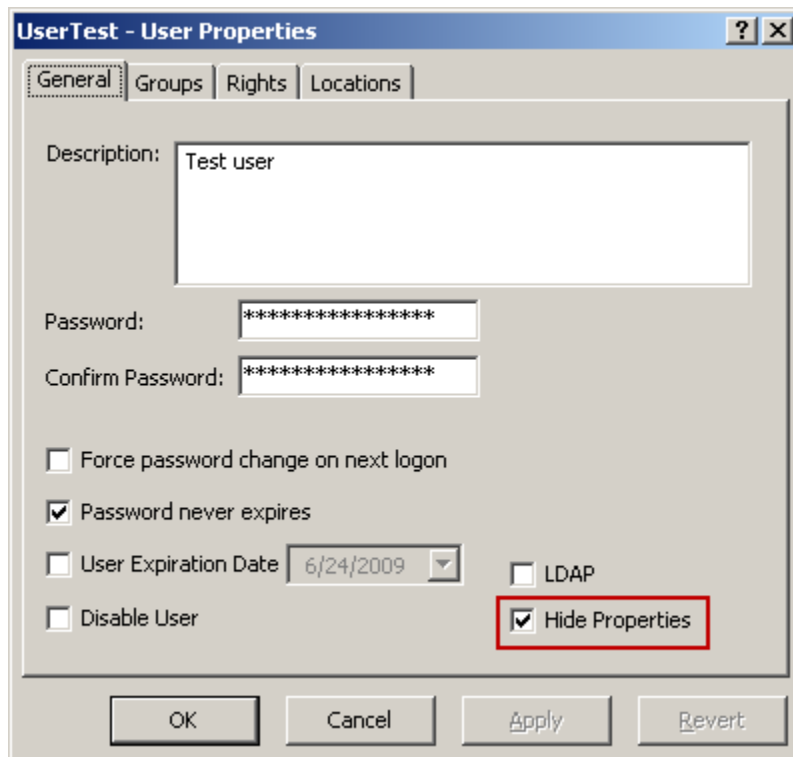 UserTest - User Properties
General Groups Rights Locations
Description: Test user
Password: ****************
Confirm Password: ****************
Force password change on next logon
Password never expires
User Expiration Date 6/24/2009
LDAP
Disable User
Hide Properties
OK Cancel Apply Revert